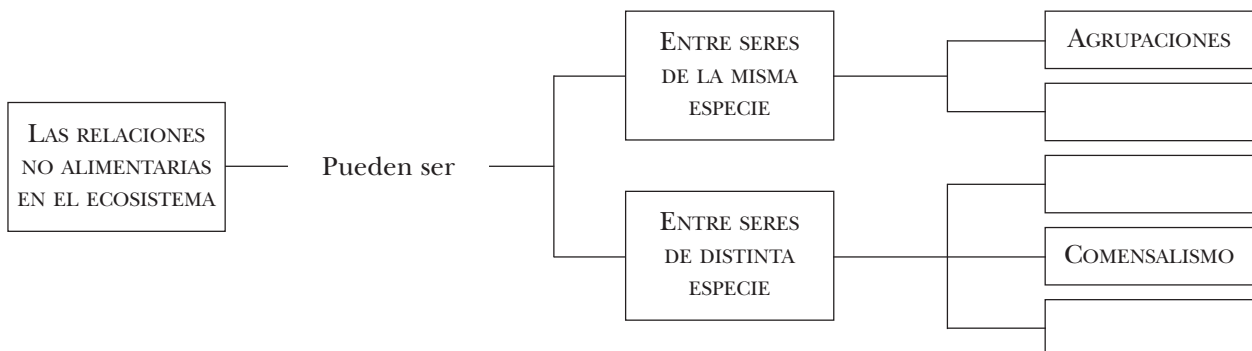 LAS RELACIONES
NO ALIMENTARIAS
EN EL ECOSISTEMA
Pueden ser
ENTRE SERES
DE LA MISMA
ESPECIE
AGRUPACIONES
ENTRE SERES
DE DISTINTA
ESPECIE
COMENSALISMO